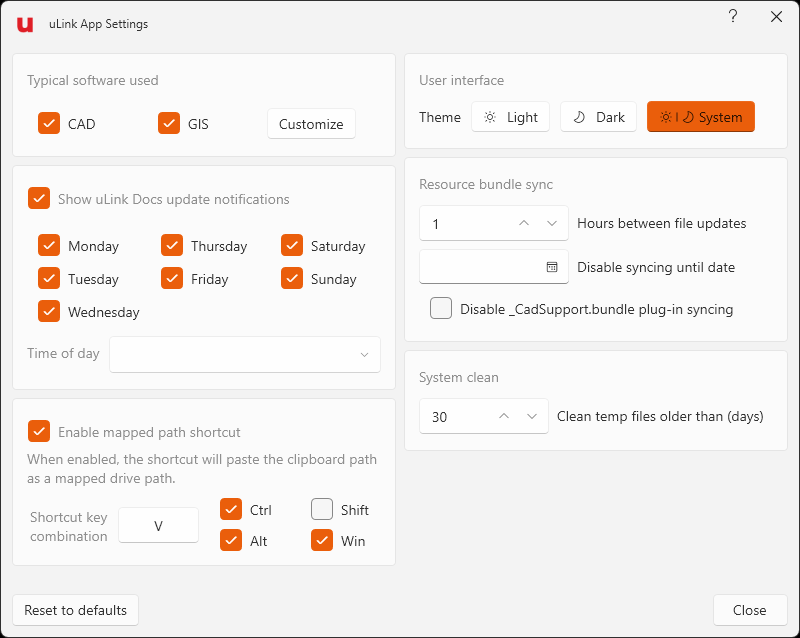 u uLink App Settings ?
Typical software used
CAD GIS Customize
Show uLink Docs update notifications
Monday Thursday Saturday
Tuesday Friday Sunday
Wednesday
Time of day
Enable mapped path shortcut
When enabled, the shortcut will paste the clipboard path
as a mapped drive path.
Shortcut key
combination
V
Ctrl Shift
Alt Win
User interface
Theme Light Dark | System
Resource bundle sync
1 Hours between file updates
Disable syncing until date
Disable _CadSupport.bundle plug-in syncing
System clean
30 Clean temp files older than (days)
Reset to defaults Close